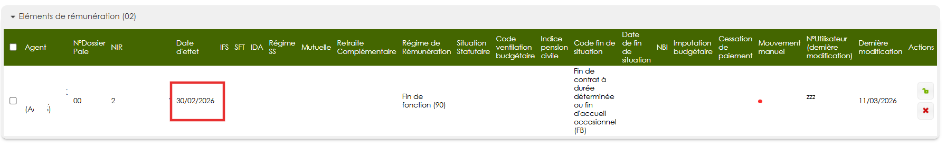 Eléments de rémunération (02)
Agent
N°Dossier Paie
NIR
Date d'effet
IFS
SFT
IDA
Régime SS
Mutuelle
Retraite Complémentaire
Régime de Rémunération
Situation Statutaire
Code ventilation budgétaire
Indice pension civile
Code fin de situation
Date de fin de situation
NBI
Imputation budgétaire
Cessation de paiement
Mouvement manuel
N°Utilisateur (dernière modification)
Dernière modification
Actions
00
2
30/02/2026
Fin de fonction (90)
Fin de
contrat à
durée
déterminée
ou fin
d'accueil
occasionnel
(FB)
zzz
11/03/2026